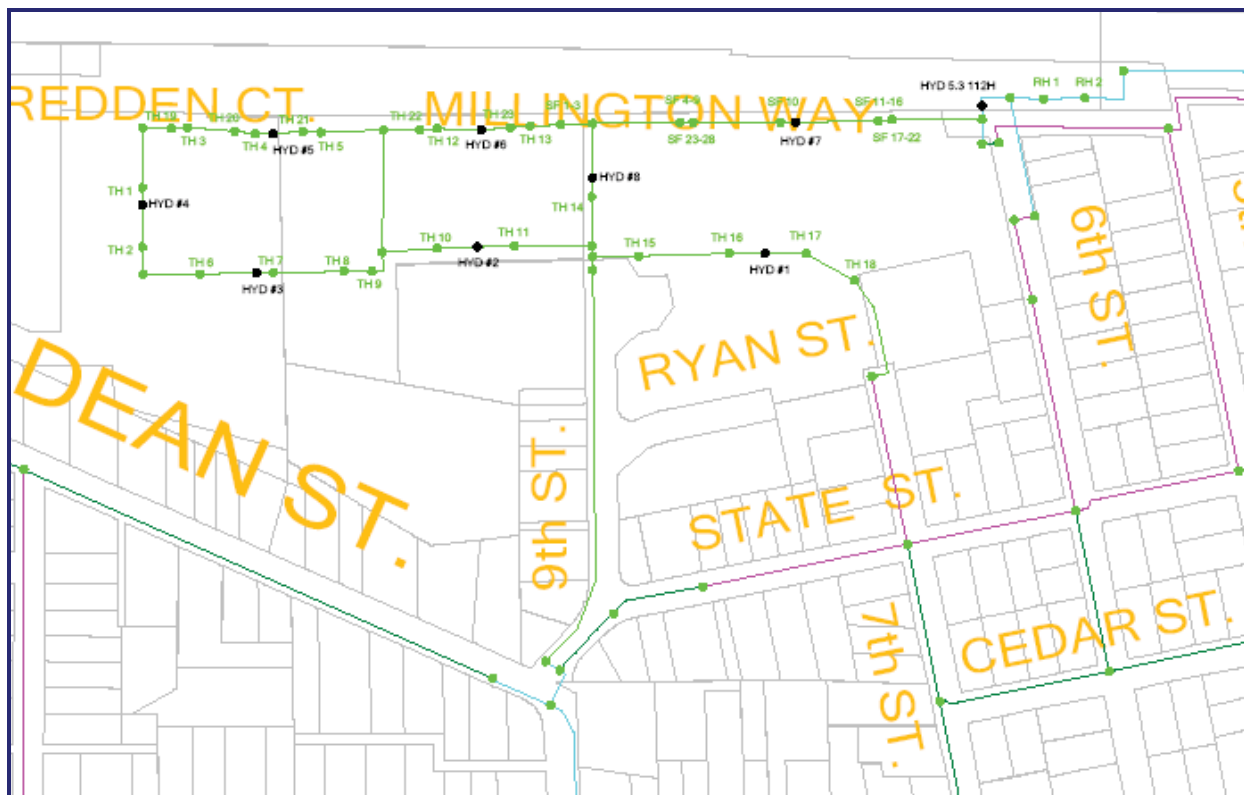 HYD 5.3 112H
RH 1
RH 2
REDDEN CT.
MILLINGTON WAY
TH 19
TH 3
TH 20
TH 4
TH 21
HYD #5
TH 5
TH 22
TH 12
TH 23
HYD #6
TH 13
SF 1-3
SF 4-9
SF 23-28
SF 10
HYD #7
SF 11-16
SF 17-22
TH 1
HYD #4
HYD #8
TH 14
TH 2
TH 6
TH 7
HYD #3
TH 8
TH 9
TH 10
HYD #2
TH 11
TH 15
TH 16
HYD #1
TH 17
TH 18
6th ST.
RYAN ST.
DEAN ST.
9th ST.
STATE ST.
7th ST.
CEDAR ST.